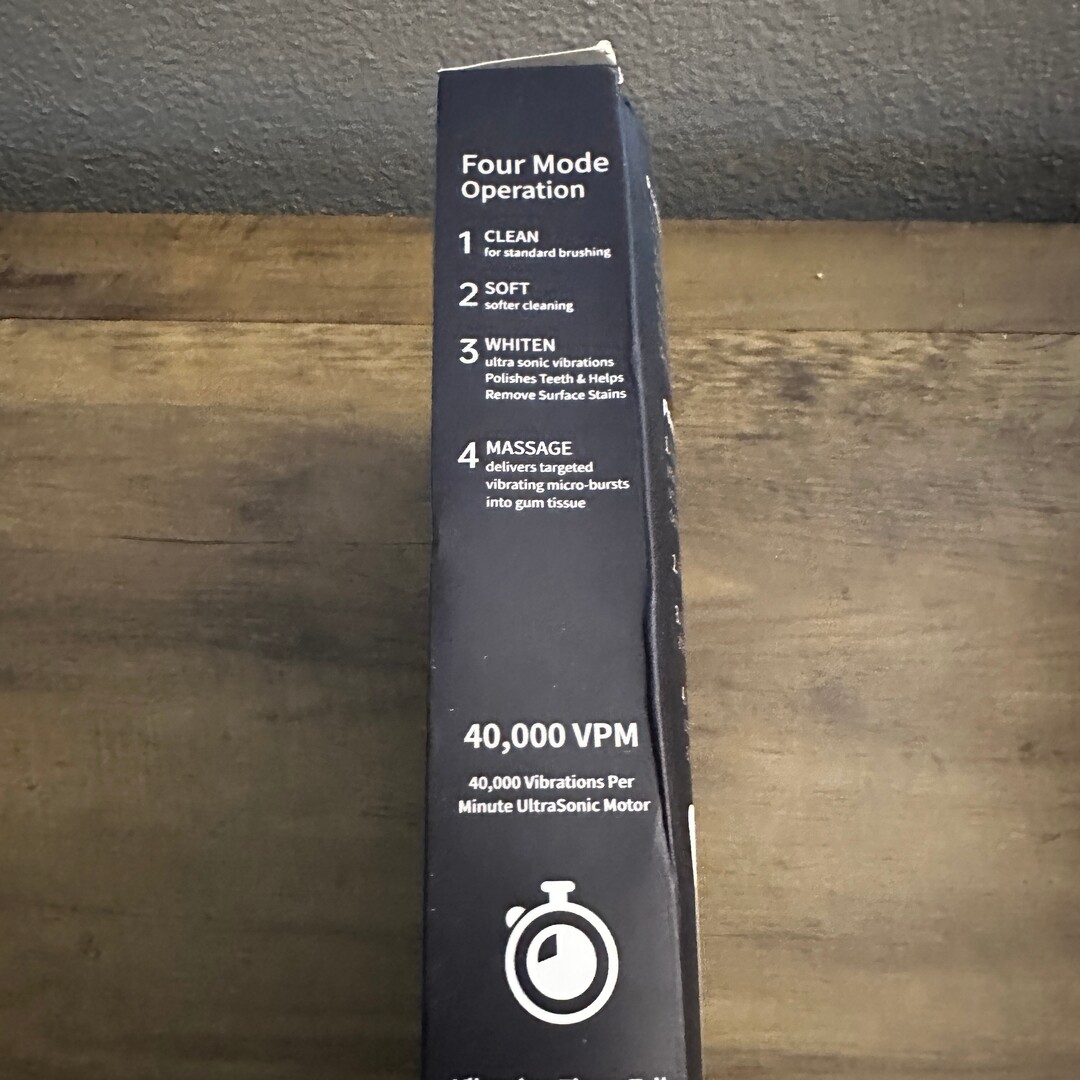 Four Mode
Operation
1 CLEAN
for standard brushing
2 SOFT
softer cleaning
3 WHITEN
ultra sonic vibrations
Polishes Teeth & Helps
Remove Surface Stains
4 MASSAGE
delivers targeted
vibrating micro-bursts
into gum tissue
40,000 VPM
40,000 Vibrations Per
Minute UltraSonic Motor